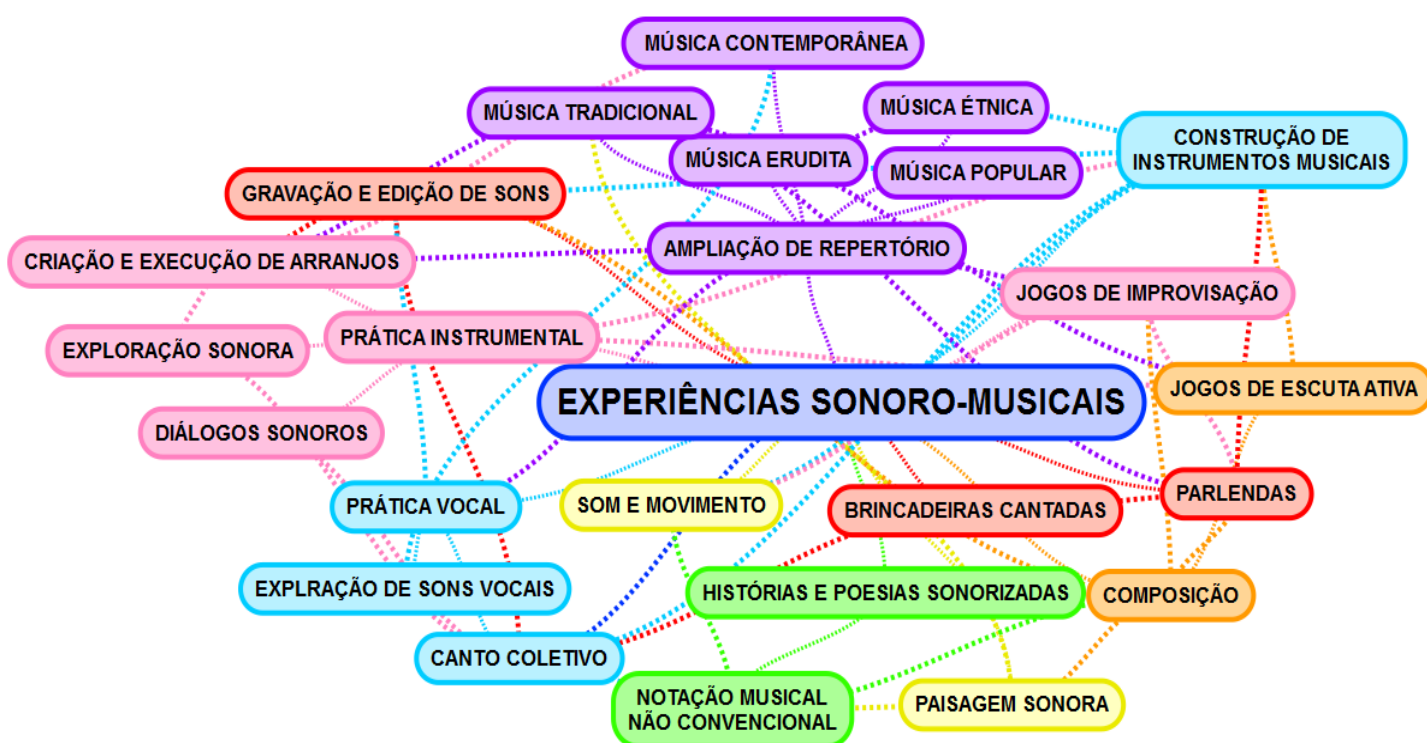 MÚSICA CONTEMPORÂNEA
MÚSICA TRADICIONAL
MÚSICA ÉTNICA
CONSTRUÇÃO DE
INSTRUMENTOS MUSICAIS
MÚSICA ERUDITA
MÚSICA POPULAR
GRAVAÇÃO E EDIÇÃO DE SONS
AMPLIAÇÃO DE REPERTÓRIO
CRIAÇÃO E EXECUÇÃO DE ARRANJOS
JOGOS DE IMPROVISAÇÃO
PRÁTICA INSTRUMENTAL
EXPLORAÇÃO SONORA
EXPERIÊNCIAS SONORO-MUSICAIS
JOGOS DE ESCUTA ATIVA
DIÁLOGOS SONOROS
PRÁTICA VOCAL
SOM E MOVIMENTO
BRINCADEIRAS CANTADAS
PARLENDAS
EXPLRAÇÃO DE SONS VOCAIS
HISTÓRIAS E POESIAS SONORIZADAS
COMPOSIÇÃO
CANTO COLETIVO
NOTAÇÃO MUSICAL
NÃO CONVENCIONAL
PAISAGEM SONORA